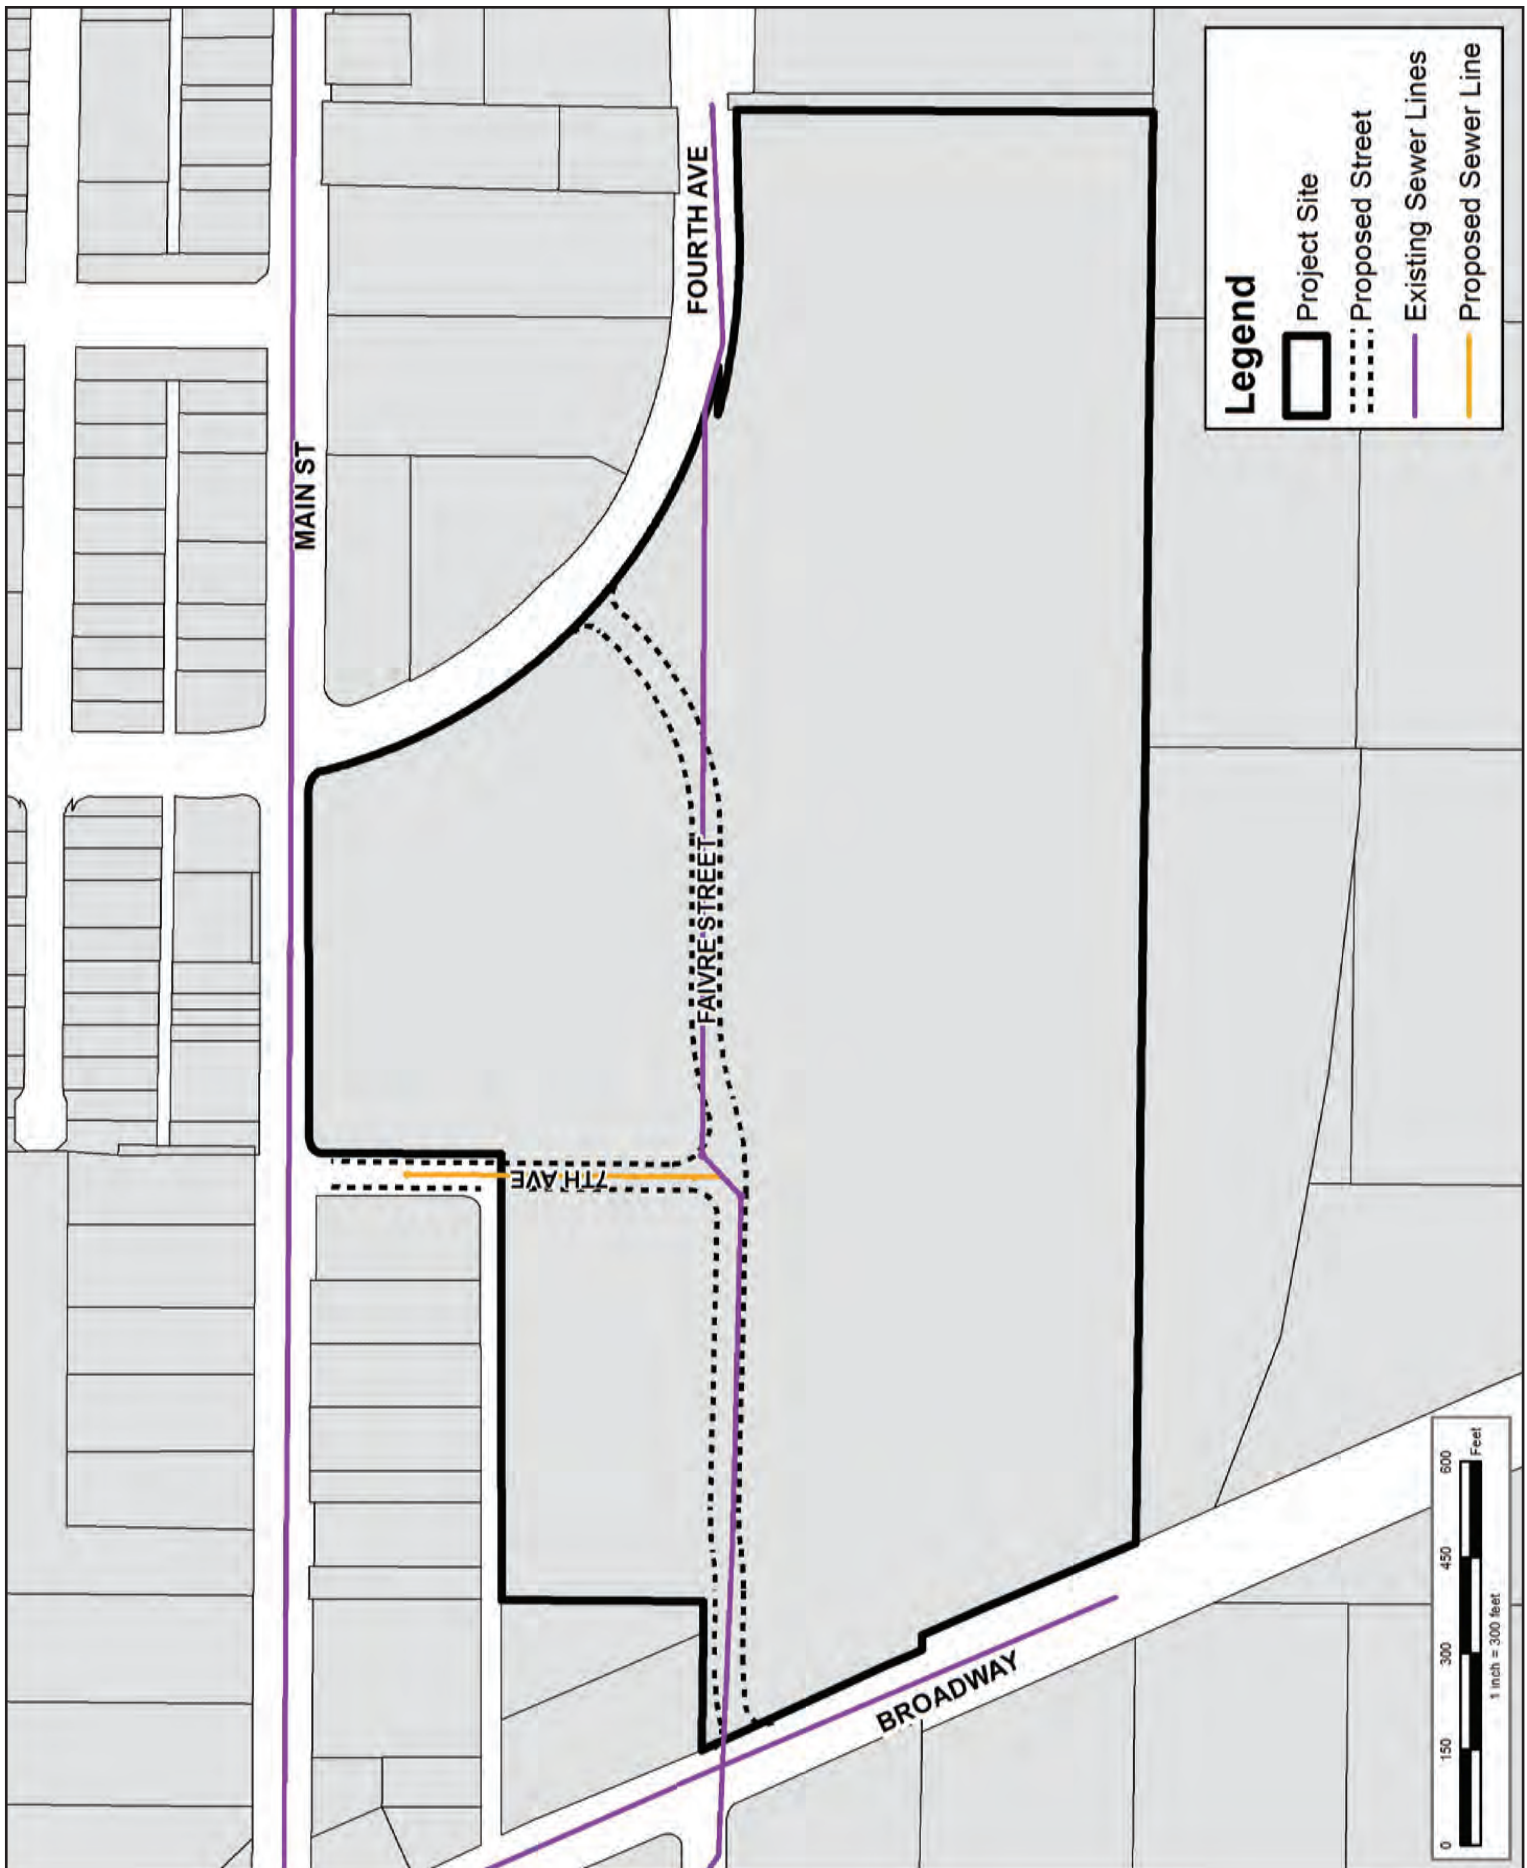 MAIN ST
FOURTH AVE
FAIVRE STREET
7TH AVE
BROADWAY
Legend
Project Site
Proposed Street
Existing Sewer Lines
Proposed Sewer Line
0 150 300 450 600
Feet
1 inch = 300 feet